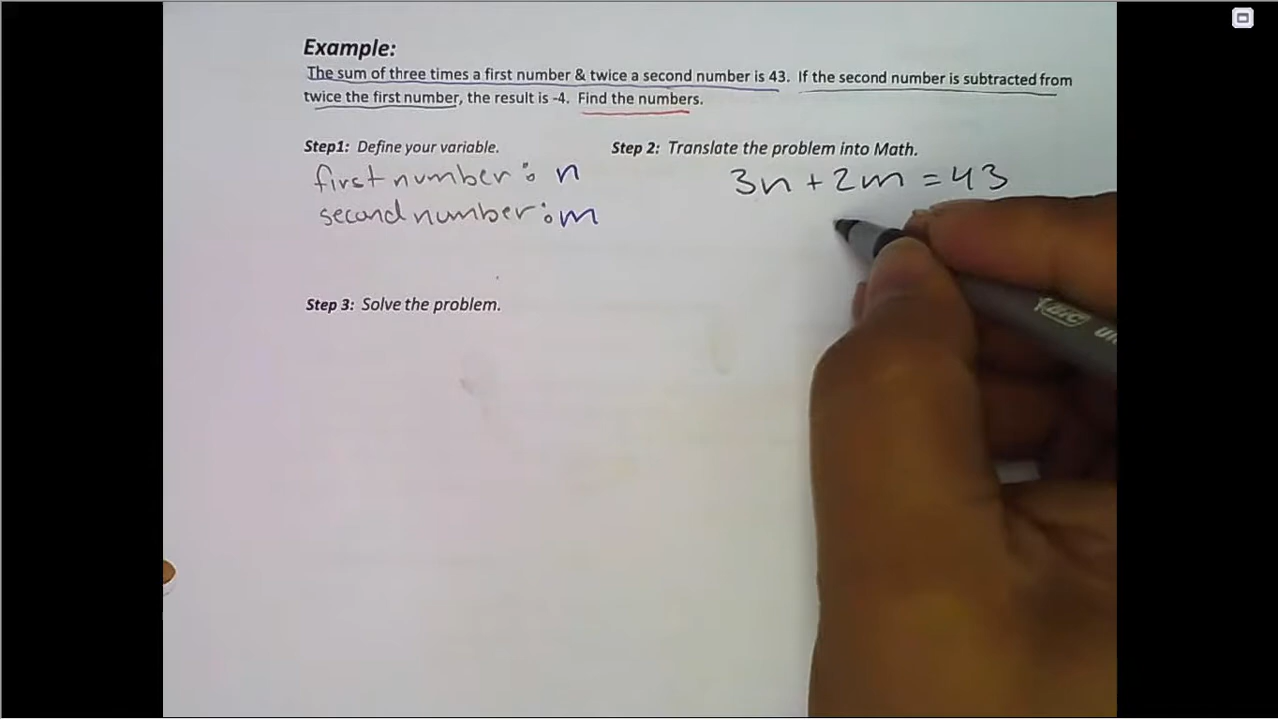 Example:
The sum of three times a first number & twice a second number is 43. If the second number is subtracted from
twice the first number, the result is -4. Find the numbers.
Step1: Define your variable.
first number : n
second number : m
Step 2: Translate the problem into Math.
3n + 2m = 43
Step 3: Solve the problem.
BIC